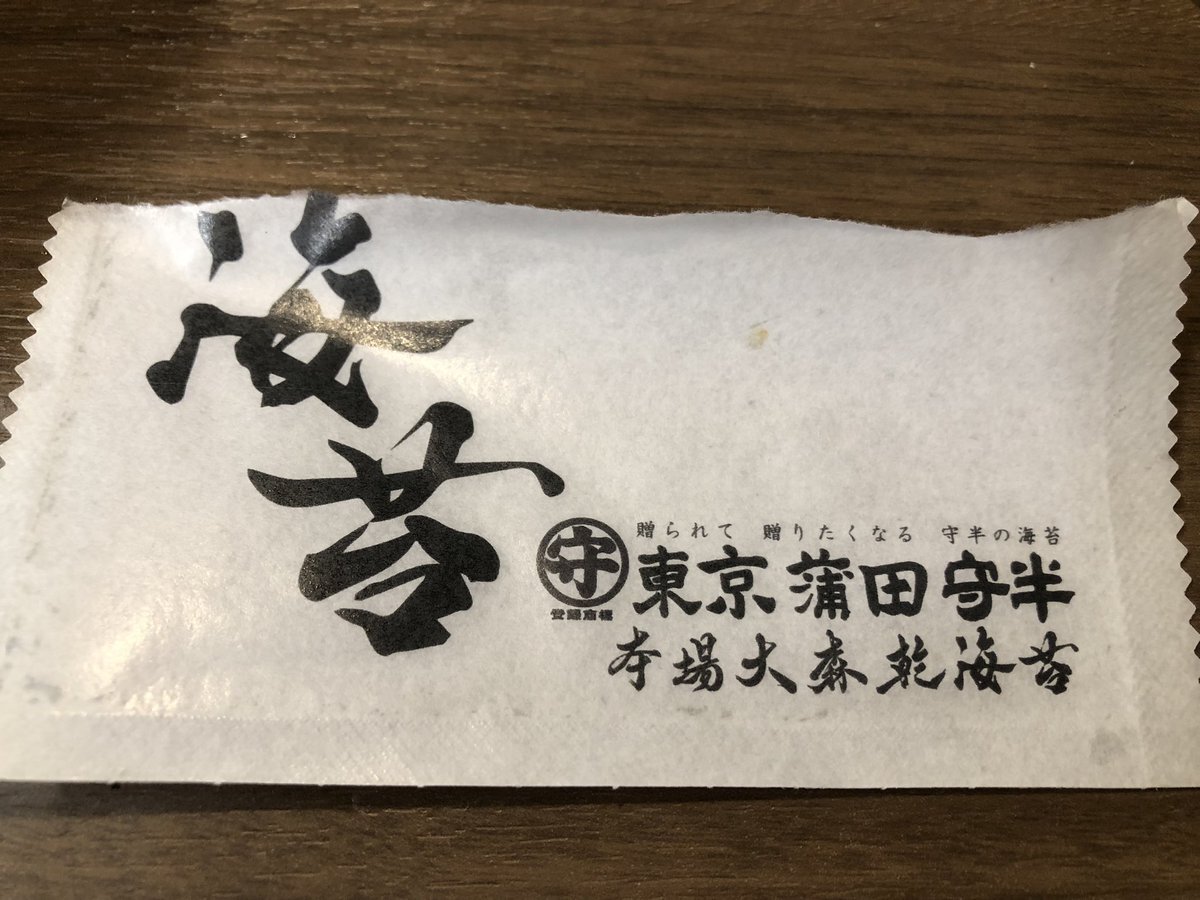 海苔
贈られて 贈りたくなる 守半の海苔
守
東京蒲田守半
登録商標
本場大森乾海苔